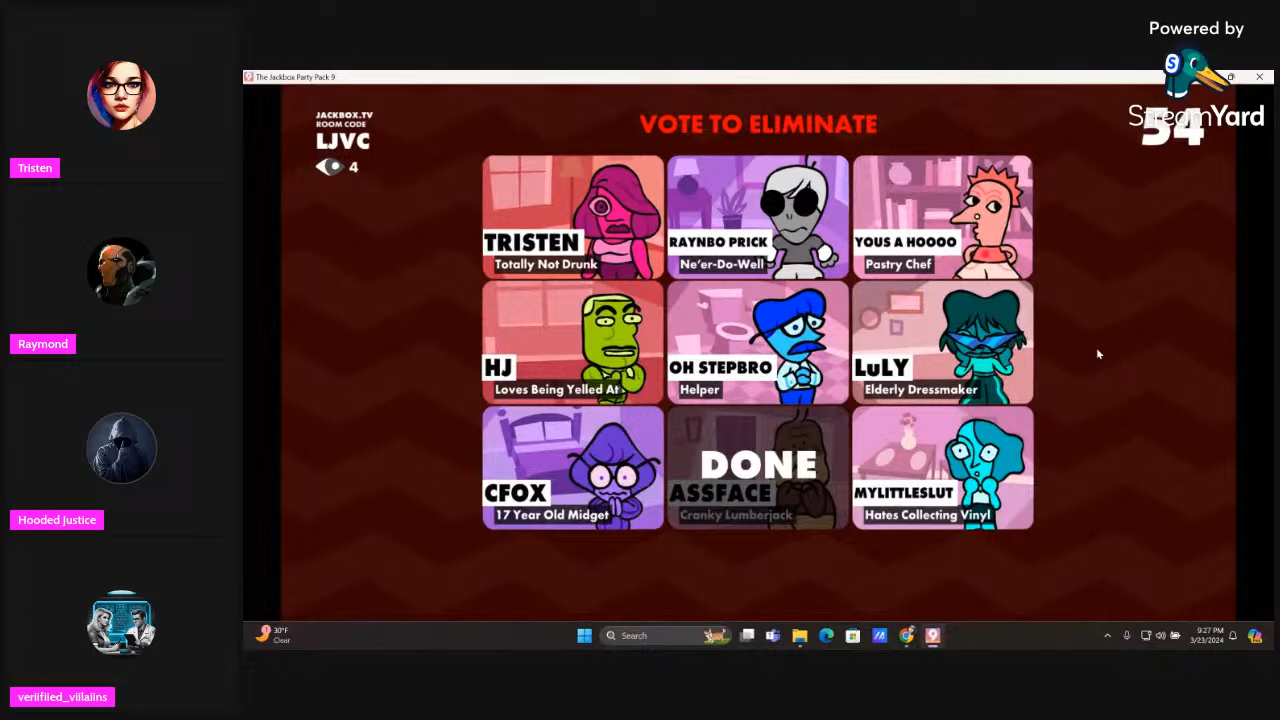 Powered by
StreamYard
The Jackbox Party Pack 9
JACKBOX.TV
ROOM CODE
LJVC
4
VOTE TO ELIMINATE
54
TRISTEN
Totally Not Drunk
RAYNBO PRICK
Ne'er-Do-Well
YOUS A HOOOO
Pastry Chef
HJ
Loves Being Yelled At
OH STEPBRO
Helper
LuLY
Elderly Dressmaker
CFOX
17 Year Old Midget
DONE
ASSFACE
Cranky Lumberjack
MYLITTLESLUT
Hates Collecting Vinyl
Tristen
Raymond
Hooded Justice
30°F
Clear
Search
9:27 PM
3/23/2024